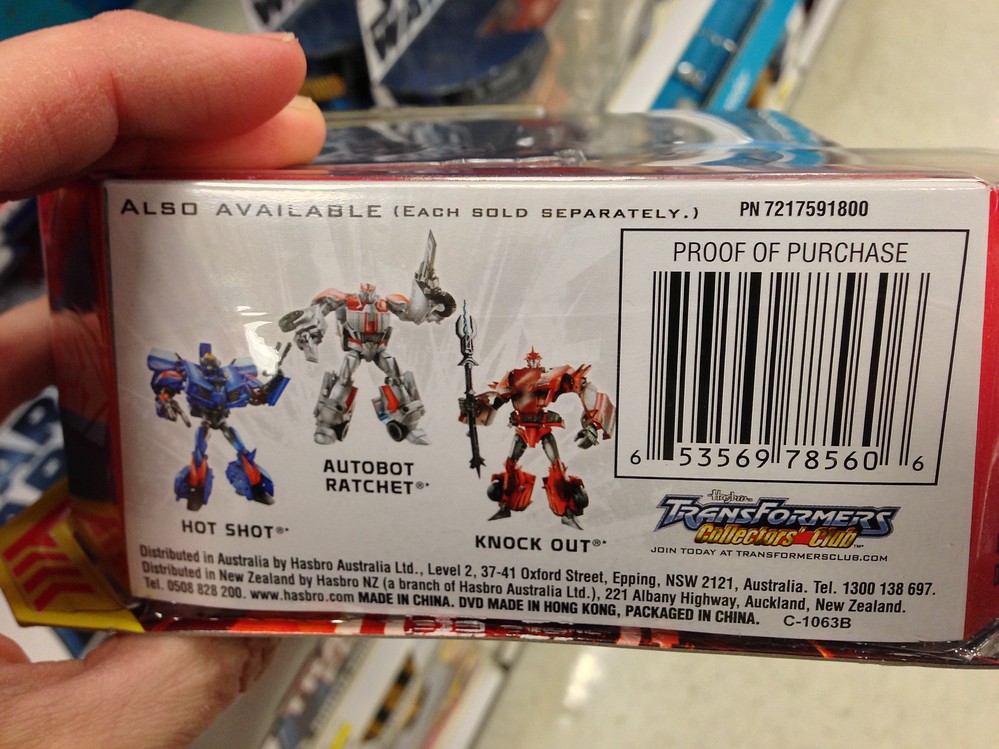 ALSO AVAILABLE (EACH SOLD SEPARATELY.)
PN 7217591800
PROOF OF PURCHASE
6 53569 78560 6
HOT SHOT®*
AUTOBOT
RATCHET®*
KNOCK OUT®*
Hasbro
TRANSFORMERS
Collectors' Club™
JOIN TODAY AT TRANSFORMERSCLUB.COM
Distributed in Australia by Hasbro Australia Ltd., Level 2, 37-41 Oxford Street, Epping, NSW 2121, Australia. Tel. 1300 138 697.
Distributed in New Zealand by Hasbro NZ (a branch of Hasbro Australia Ltd.), 221 Albany Highway, Auckland, New Zealand.
Tel. 0508 828 200. www.hasbro.com MADE IN CHINA. DVD MADE IN HONG KONG, PACKAGED IN CHINA. C-1063B